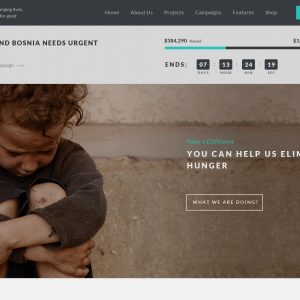 nging lives,
for good
Home About Us Projects Campaigns Features Shop
ND BOSNIA NEEDS URGENT
$384,290 Raised
$1,
paign ⟶
ENDS: 07 : 13 : 24 : 19
DAYS HOUR MIN SEC
Make a Difference
YOU CAN HELP US ELIM
HUNGER
WHAT WE ARE DOING?